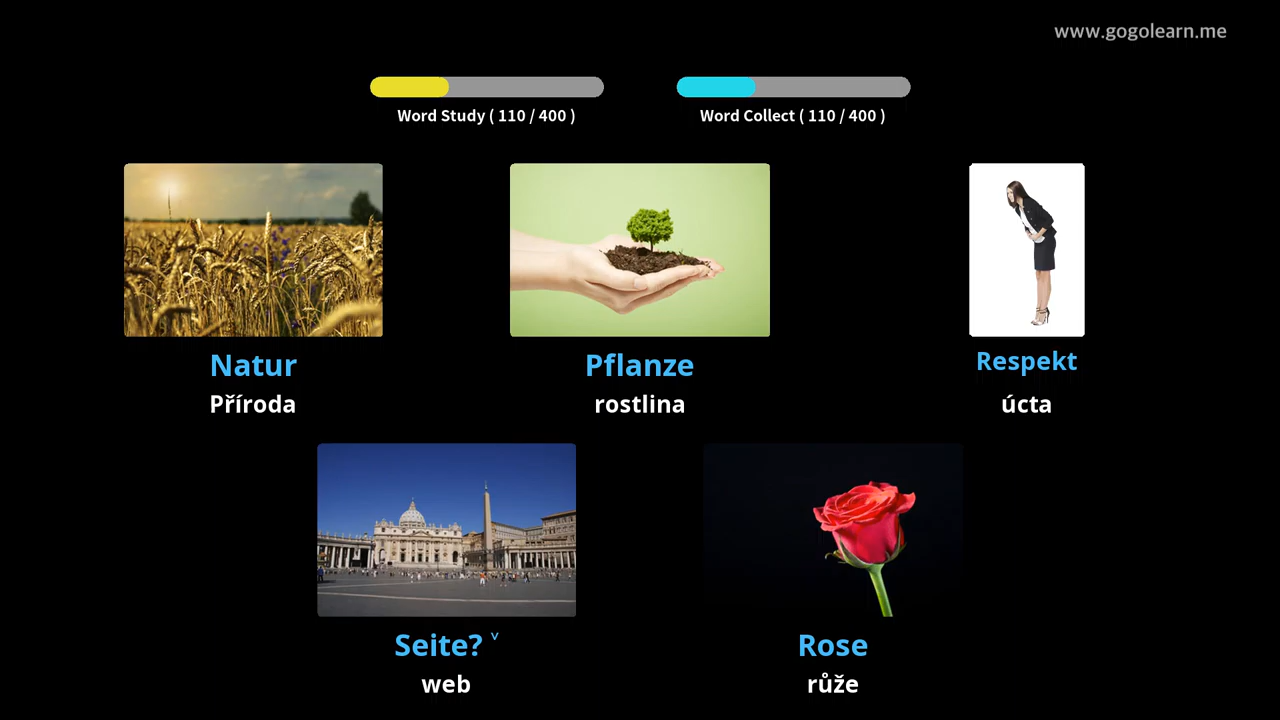 www.gogolearn.me
Word Study ( 110 / 400 )
Word Collect ( 110 / 400 )
Natur
Příroda
Pflanze
rostlina
Respekt
úcta
Seite? ˅
web
Rose
růže